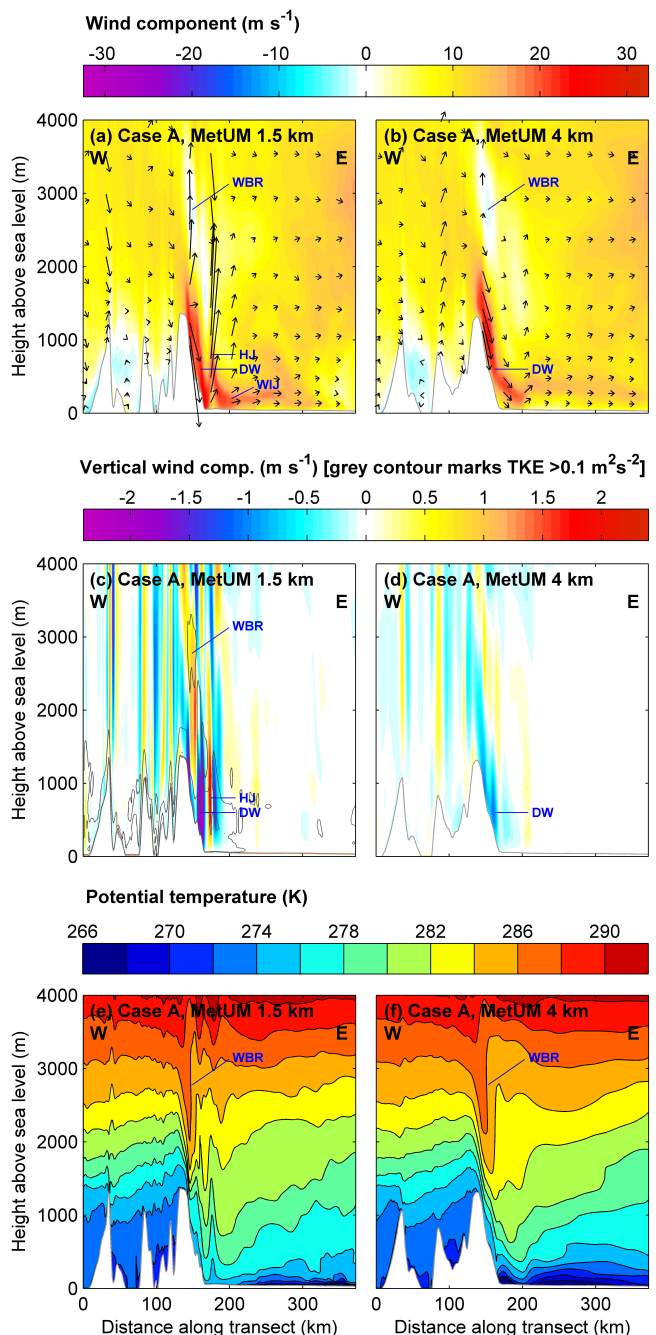 Wind component (m s-1)
-30 -20 -10 0 10 20 30
4000
3000
2000
1000
0
Height above sea level (m)
(a) Case A, MetUM 1.5 km
W E
WBR
HJ
DW
WIJ
(b) Case A, MetUM 4 km
W E
WBR
DW
Vertical wind comp. (m s-1) [grey contour marks TKE >0.1 m2s-2]
-2 -1.5 -1 -0.5 0 0.5 1 1.5 2
4000
3000
2000
1000
0
Height above sea level (m)
(c) Case A, MetUM 1.5 km
W E
WBR
HJ
DW
(d) Case A, MetUM 4 km
W E
DW
Potential temperature (K)
266 270 274 278 282 286 290
4000
3000
2000
1000
0
Height above sea level (m)
(e) Case A, MetUM 1.5 km
W E
WBR
(f) Case A, MetUM 4 km
W E
WBR
0 100 200 300
Distance along transect (km)
0 100 200 300
Distance along transect (km)